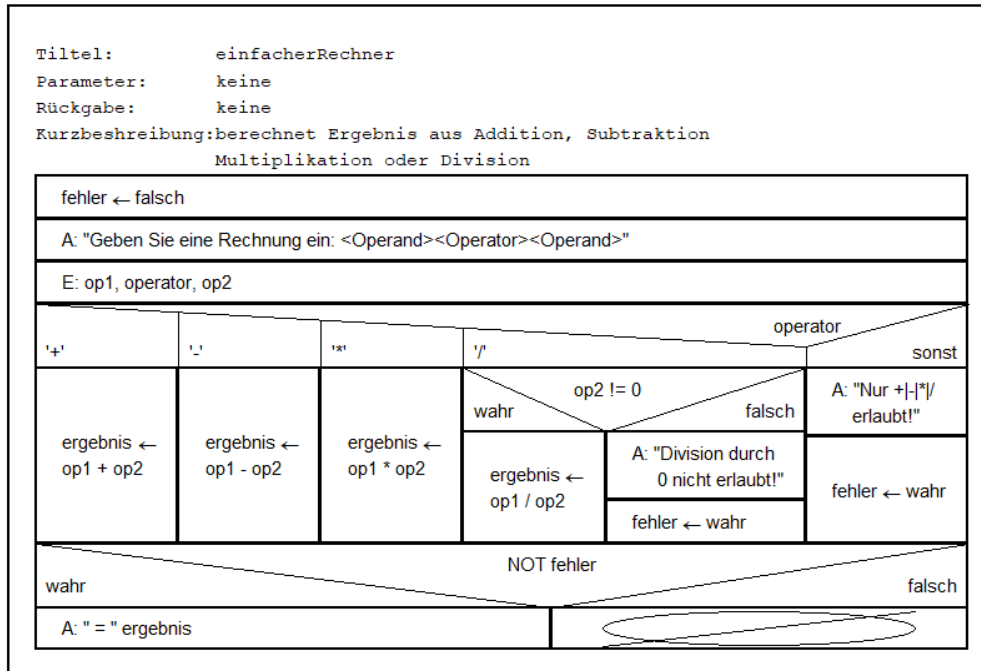 Tiltel: einfacherRechner
Parameter: keine
Rückgabe: keine
Kurzbeshreibung:berechnet Ergebnis aus Addition, Subtraktion
Multiplikation oder Division
fehler ← falsch
A: "Geben Sie eine Rechnung ein: <Operand><Operator><Operand>"
E: op1, operator, op2
operator
'+' '-' '*' '/' sonst
ergebnis ←
op1 + op2
ergebnis ←
op1 - op2
ergebnis ←
op1 * op2
op2 != 0
wahr falsch
ergebnis ←
op1 / op2
A: "Division durch
0 nicht erlaubt!"
fehler ← wahr
A: "Nur +|-|*|/
erlaubt!"
fehler ← wahr
NOT fehler
wahr falsch
A: " = " ergebnis